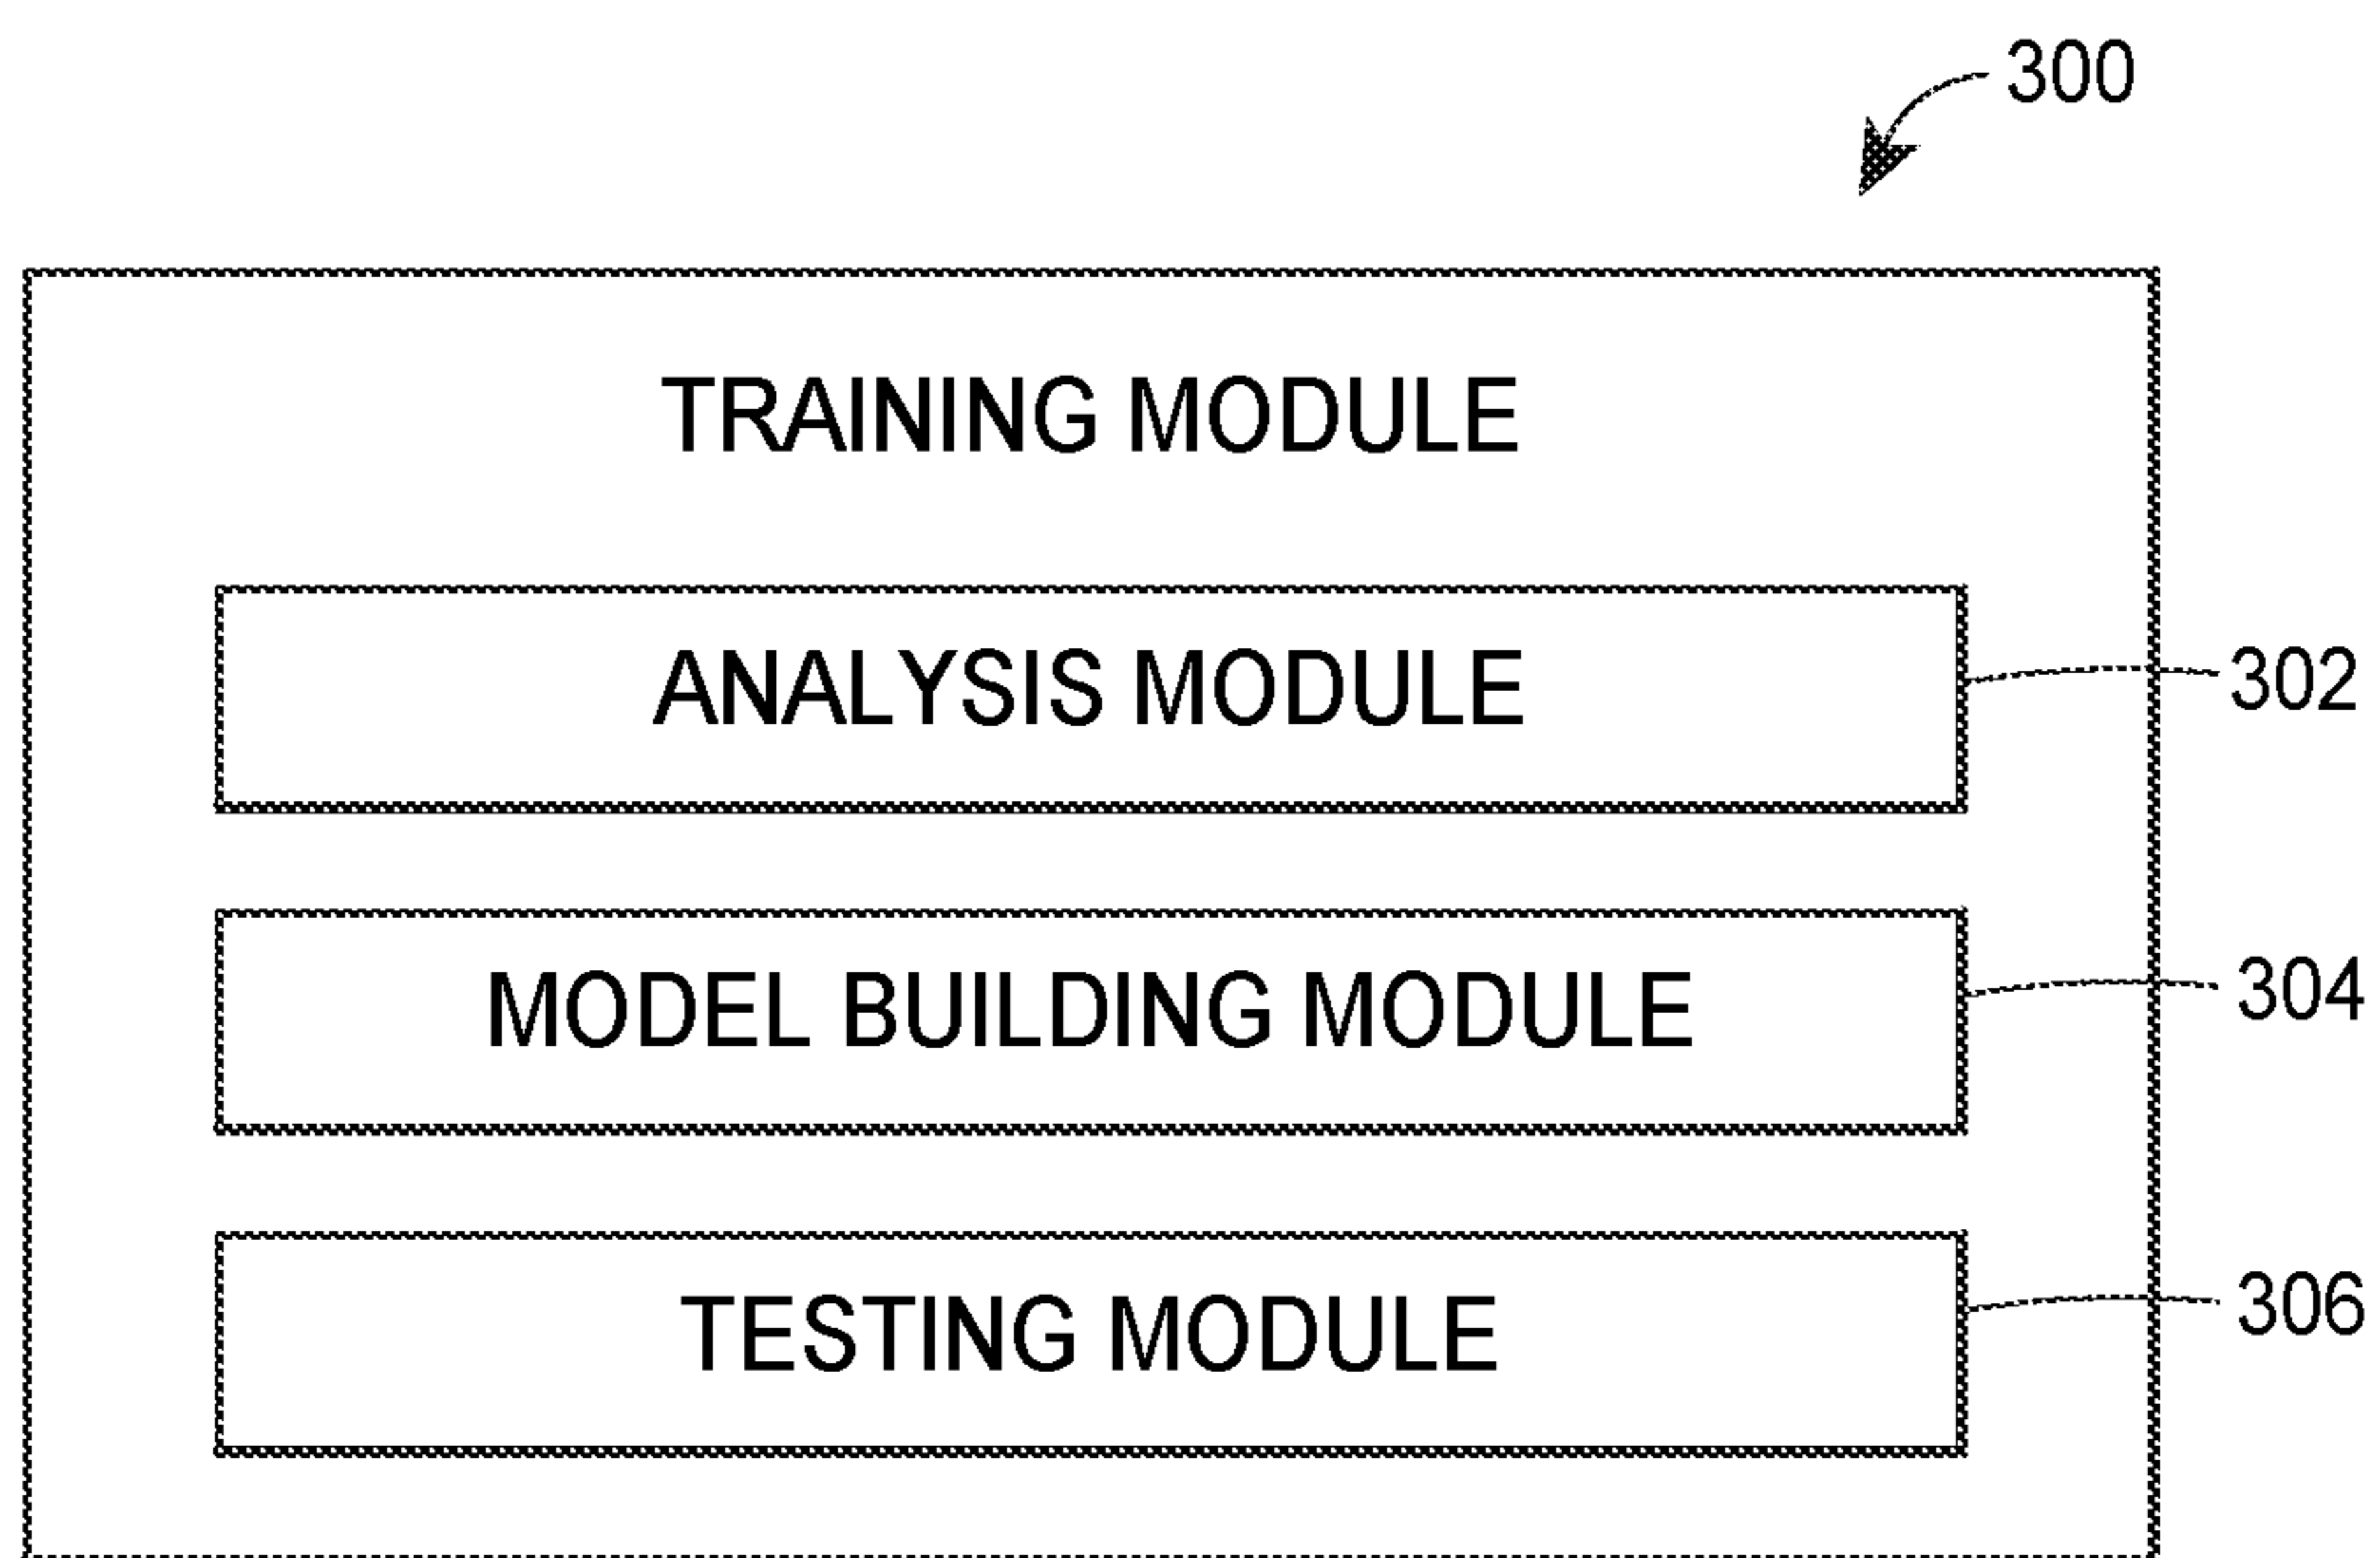 300
TRAINING MODULE
ANALYSIS MODULE
302
MODEL BUILDING MODULE
304
TESTING MODULE
306